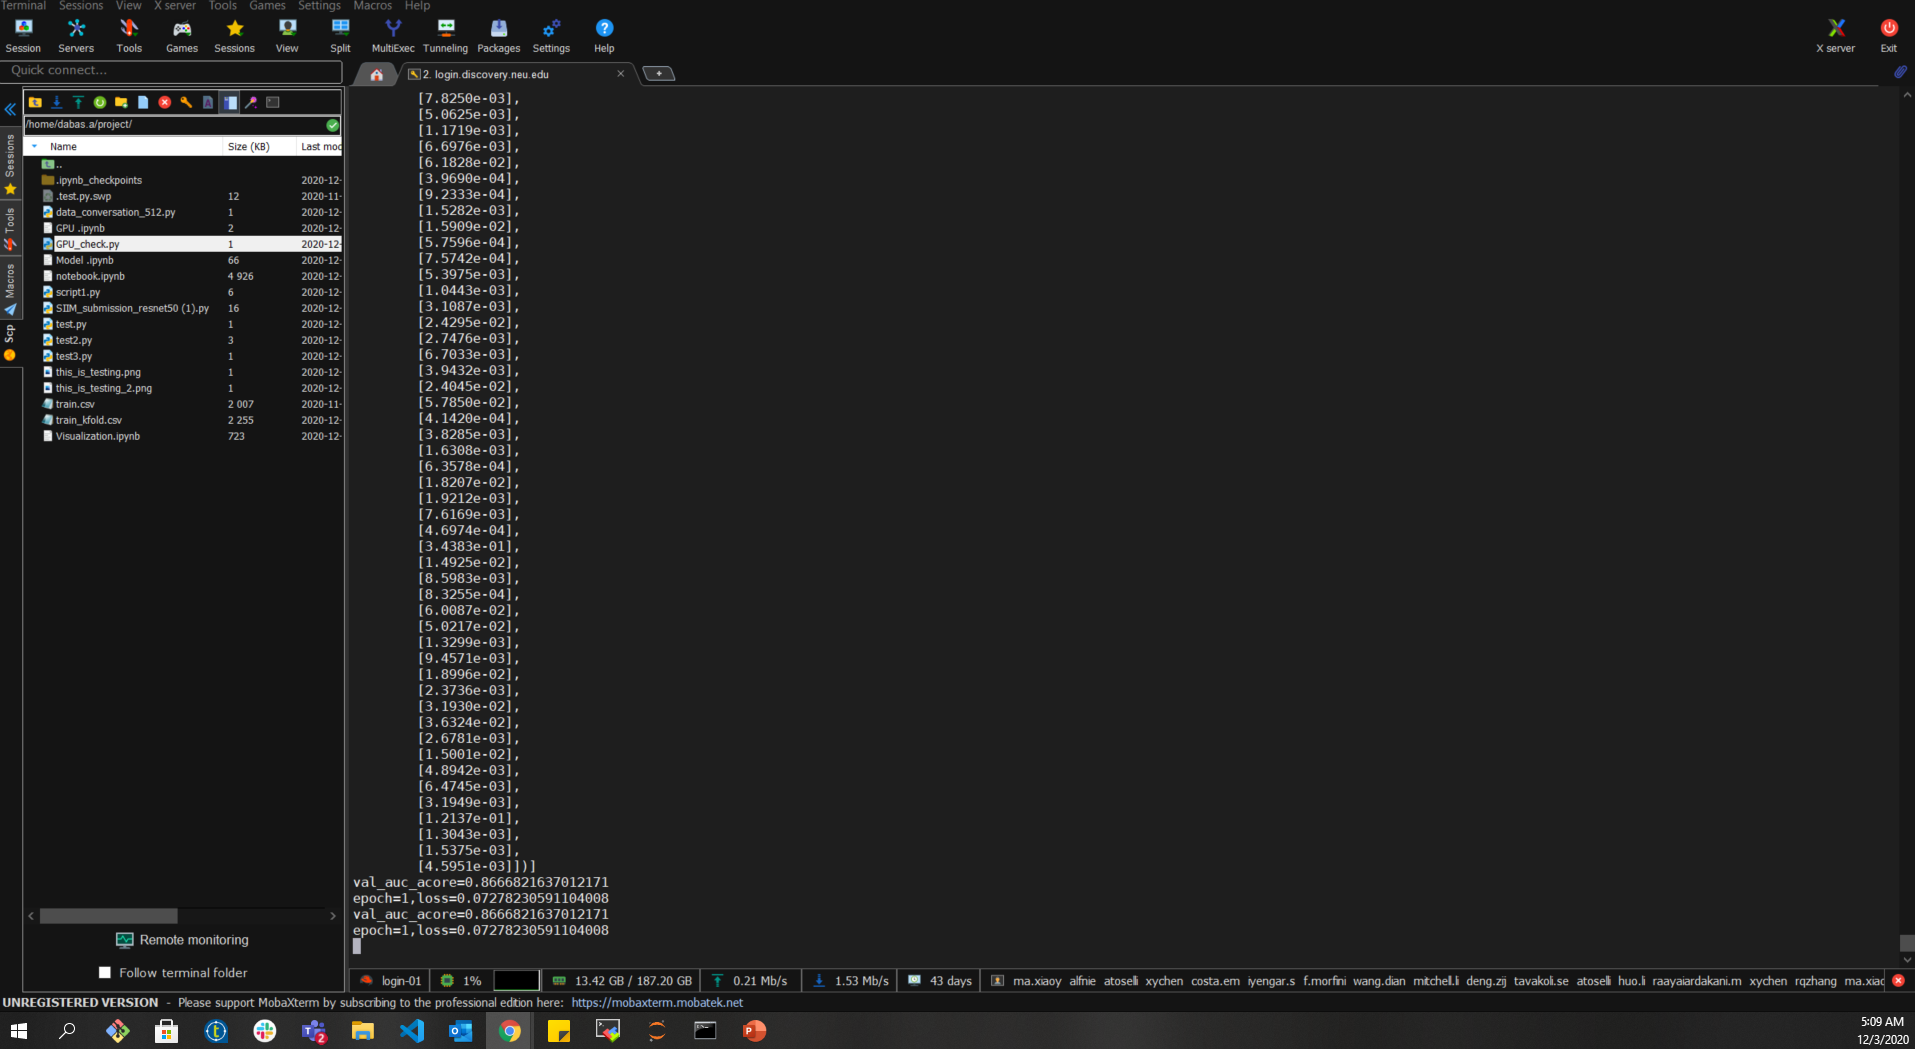 Terminal Sessions View X server Tools Games Settings Macros Help
Session Servers Tools Games Sessions View Split MultiExec Tunneling Packages Settings Help X server Exit
Quick connect...
2. login.discovery.neu.edu
/home/dabas.a/project/
Name Size (KB) Last mod
..
.ipynb_checkpoints 2020-12-
.test.py.swp 12 2020-11-
data_conversation_512.py 1 2020-12-
GPU .ipynb 2 2020-12-
GPU_check.py 1 2020-12-
Model .ipynb 66 2020-12-
notebook.ipynb 4 926 2020-12-
script1.py 6 2020-12-
SIIM_submission_resnet50 (1).py 16 2020-12-
test.py 1 2020-12-
test2.py 3 2020-12-
test3.py 1 2020-12-
this_is_testing.png 1 2020-12-
this_is_testing_2.png 1 2020-12-
train.csv 2 007 2020-11-
train_kfold.csv 2 255 2020-12-
Visualization.ipynb 723 2020-12-
Sessions
Tools
Macros
Scp
Remote monitoring
Follow terminal folder
[7.8250e-03],
[5.0625e-03],
[1.1719e-03],
[6.6976e-03],
[6.1828e-02],
[3.9690e-04],
[9.2333e-04],
[1.5282e-03],
[1.5909e-02],
[5.7596e-04],
[7.5742e-04],
[5.3975e-03],
[1.0443e-03],
[3.1087e-03],
[2.4295e-02],
[2.7476e-03],
[6.7033e-03],
[3.9432e-03],
[2.4045e-02],
[5.7850e-02],
[4.1420e-04],
[3.8285e-03],
[1.6308e-03],
[6.3578e-04],
[1.8207e-02],
[1.9212e-03],
[7.6169e-03],
[4.6974e-04],
[3.4383e-01],
[1.4925e-02],
[8.5983e-03],
[8.3255e-04],
[6.0087e-02],
[5.0217e-02],
[1.3299e-03],
[9.4571e-03],
[1.8996e-02],
[2.3736e-03],
[3.1930e-02],
[3.6324e-02],
[2.6781e-03],
[1.5001e-02],
[4.8942e-03],
[6.4745e-03],
[3.1949e-03],
[1.2137e-01],
[1.3043e-03],
[1.5375e-03],
[4.5951e-03]])]
val_auc_acore=0.8666821637012171
epoch=1,loss=0.07278230591104008
val_auc_acore=0.8666821637012171
epoch=1,loss=0.07278230591104008
login-01 1% 13.42 GB / 187.20 GB 0.21 Mb/s 1.53 Mb/s 43 days ma.xiaoy alfnie atoselli xychen costa.em iyengar.s f.morfini wang.dian mitchell.li deng.zij tavakoli.se atoselli huo.li raayaiardakani.m xychen rqzhang ma.xiao
UNREGISTERED VERSION - Please support MobaXterm by subscribing to the professional edition here: https://mobaxterm.mobatek.net
5:09 AM
12/3/2020